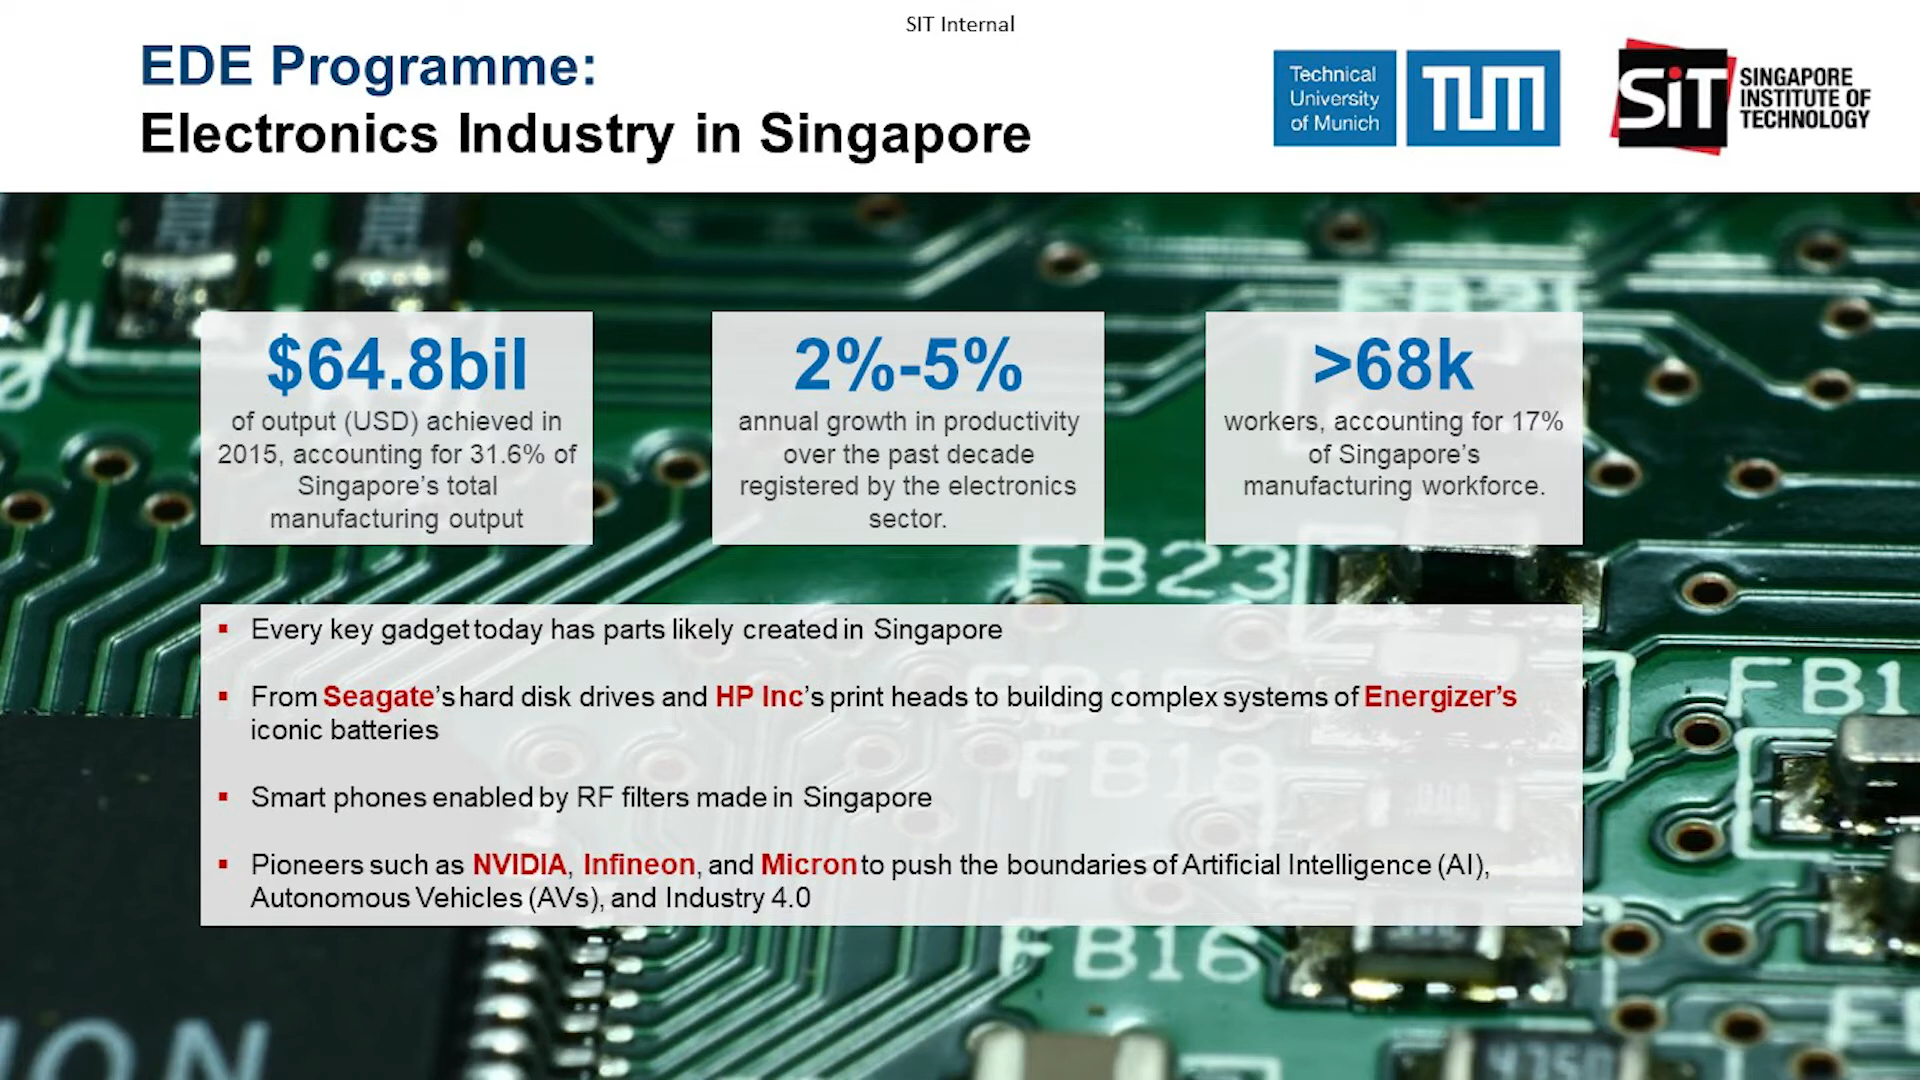 SIT Internal
EDE Programme:
Electronics Industry in Singapore
Technical
University
of Munich
TUM
SiT
SINGAPORE
INSTITUTE OF
TECHNOLOGY
$64.8bil
of output (USD) achieved in
2015, accounting for 31.6% of
Singapore’s total
manufacturing output
2%-5%
annual growth in productivity
over the past decade
registered by the electronics
sector.
>68k
workers, accounting for 17%
of Singapore’s
manufacturing workforce.
FB21
FB23
▪ Every key gadget today has parts likely created in Singapore
▪ From Seagate’s hard disk drives and HP Inc’s print heads to building complex systems of Energizer’s
iconic batteries
▪ Smart phones enabled by RF filters made in Singapore
▪ Pioneers such as NVIDIA, Infineon, and Micron to push the boundaries of Artificial Intelligence (AI),
Autonomous Vehicles (AVs), and Industry 4.0
FB1
FB18
FB16
ION